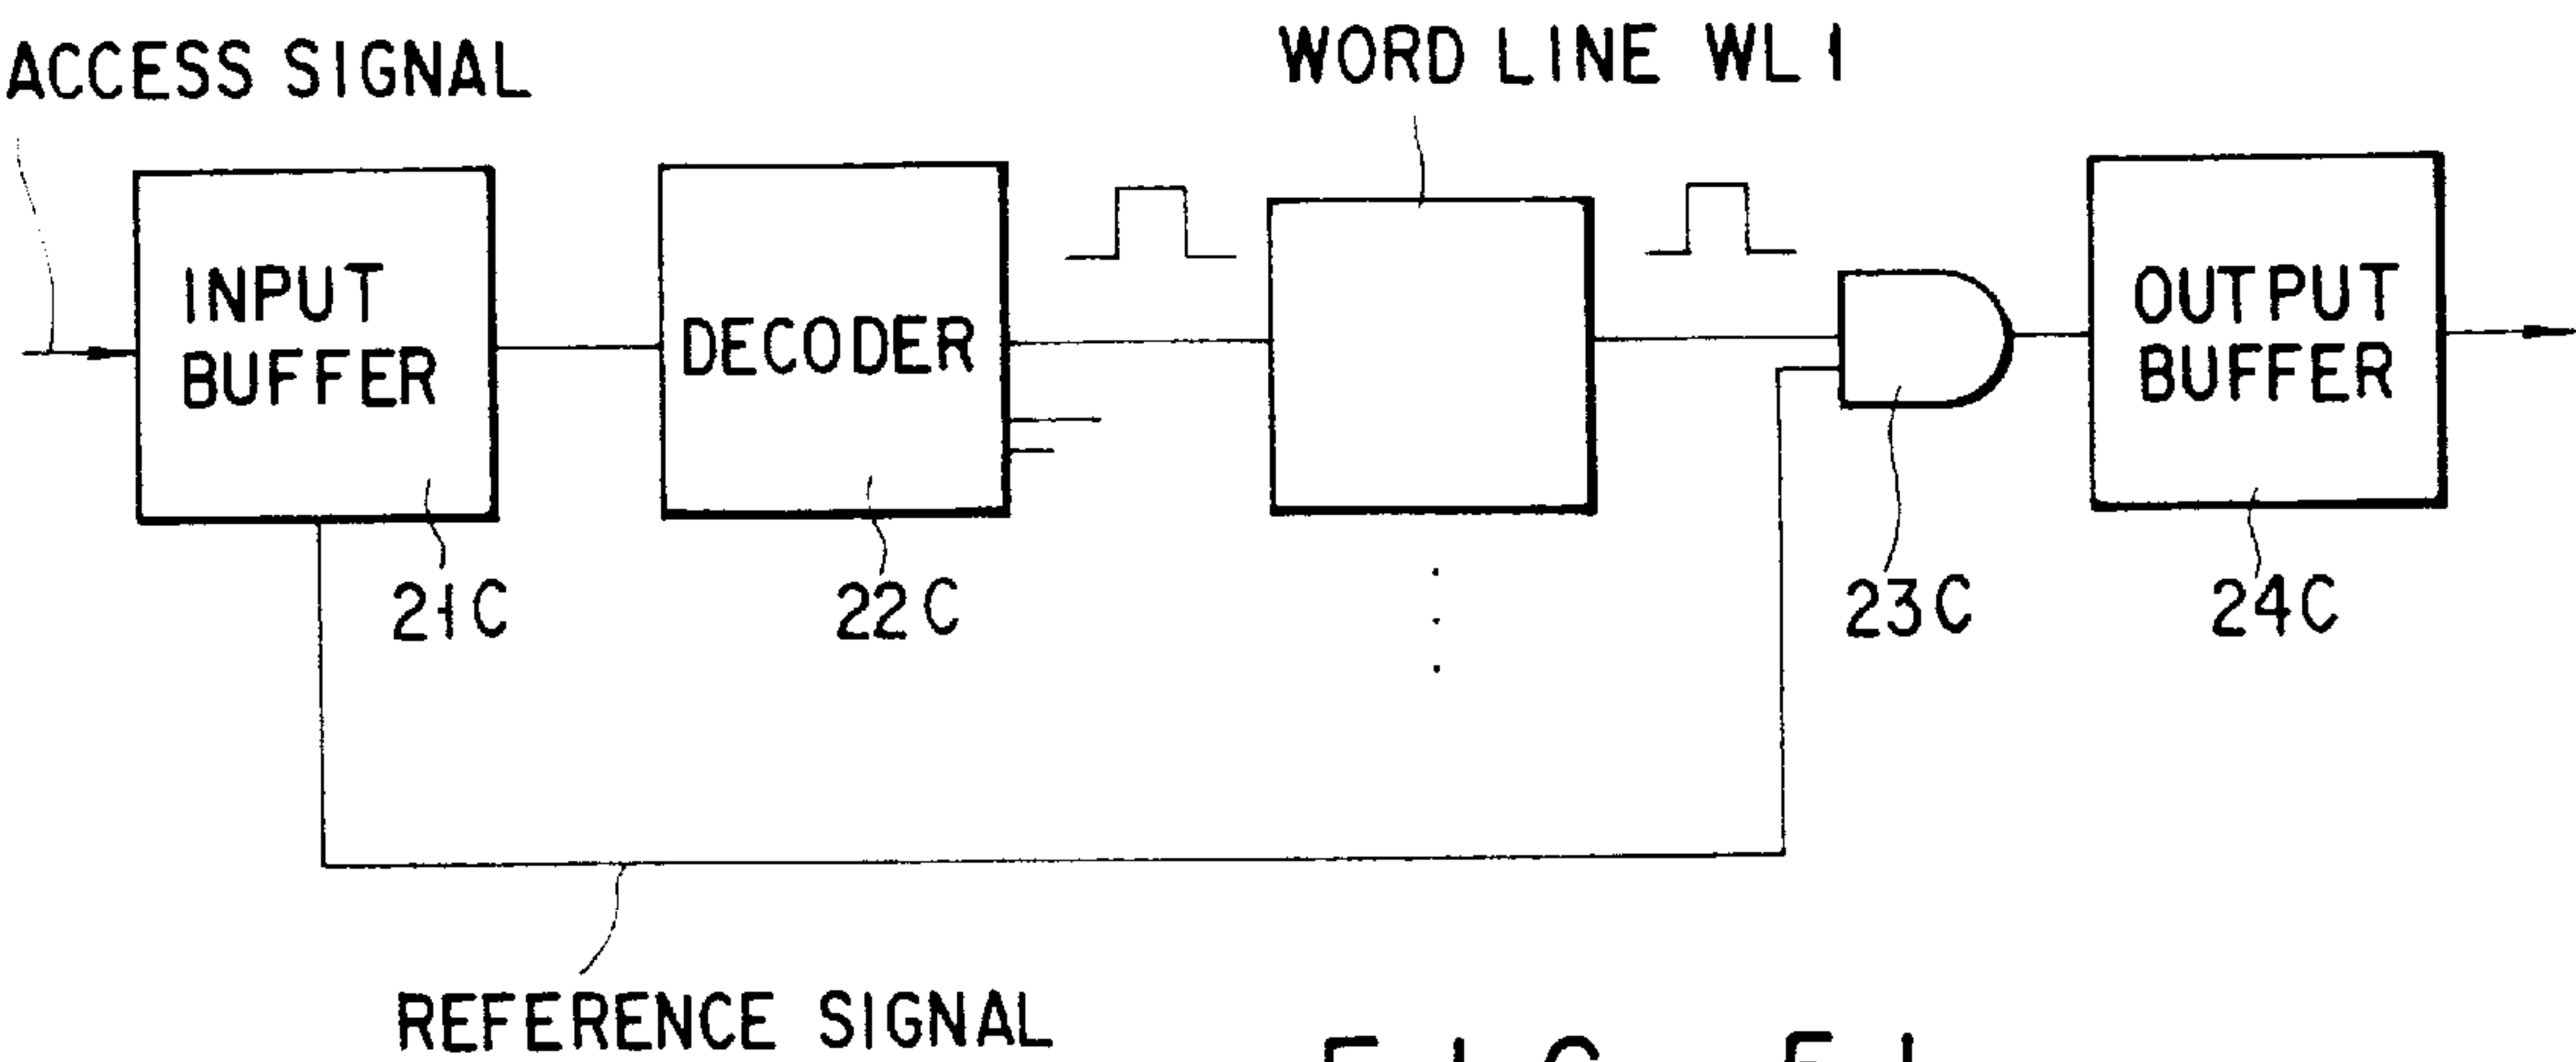 ACCESS SIGNAL
WORD LINE WL1
INPUT
BUFFER
DECODER
OUTPUT
BUFFER
21C
22C
23C
24C
REFERENCE SIGNAL